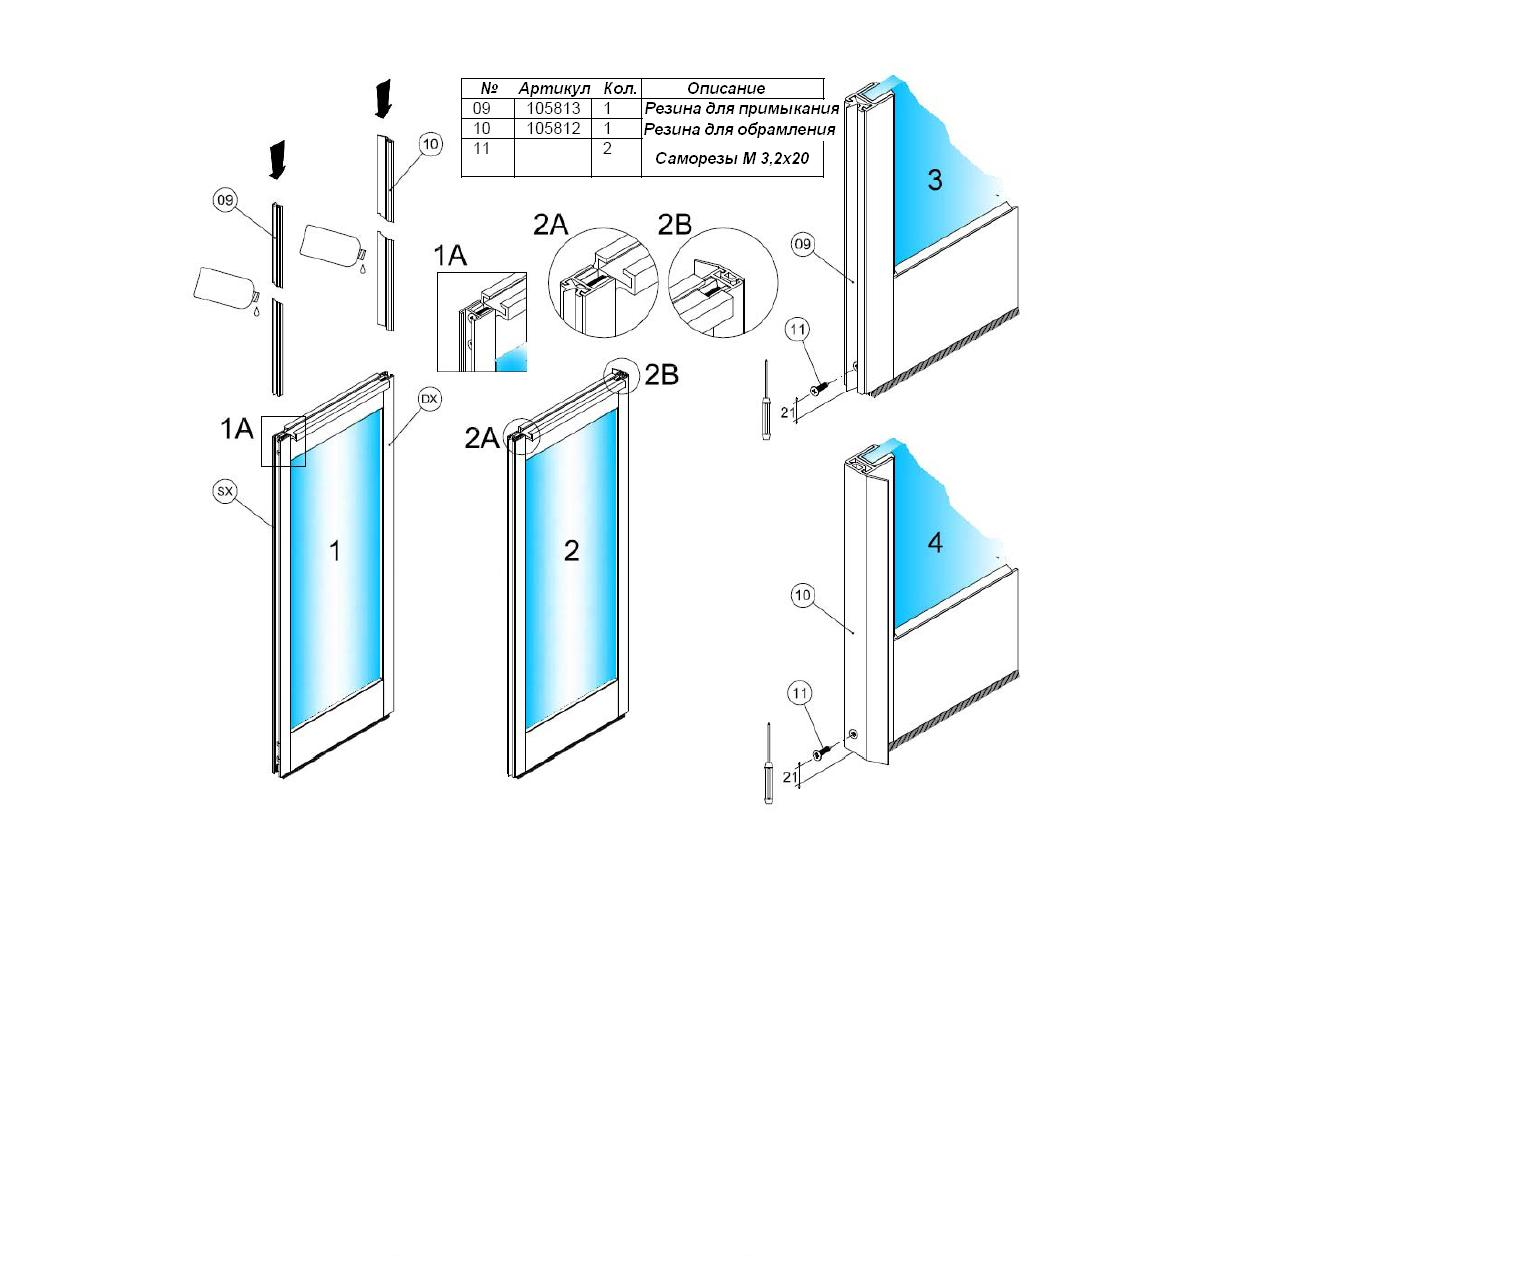 № Артикул Кол. Описание
09 105813 1 Резина для примыкания
10 105812 1 Резина для обрамления
11 2 Саморезы М 3,2х20
10
09
1A
2A
2B
1A
SX
DX
1
2A
2B
2
09
11
21
3
10
11
21
4